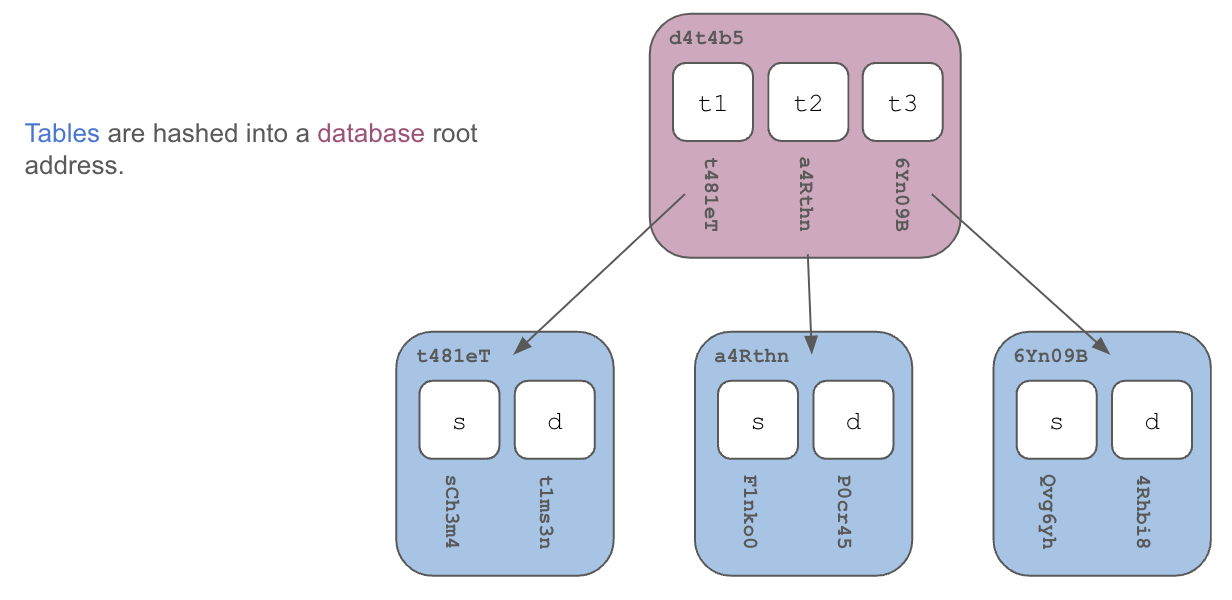 Tables are hashed into a database root
address.
d4t4b5
t1 t2 t3
t481eT a4Rthn 6Yn09B
t481eT
s d
sCh3m4 t1ms3n
a4Rthn
s d
F1nko0 P0cr45
6Yn09B
s d
Qvg6yh 4Rhbi8